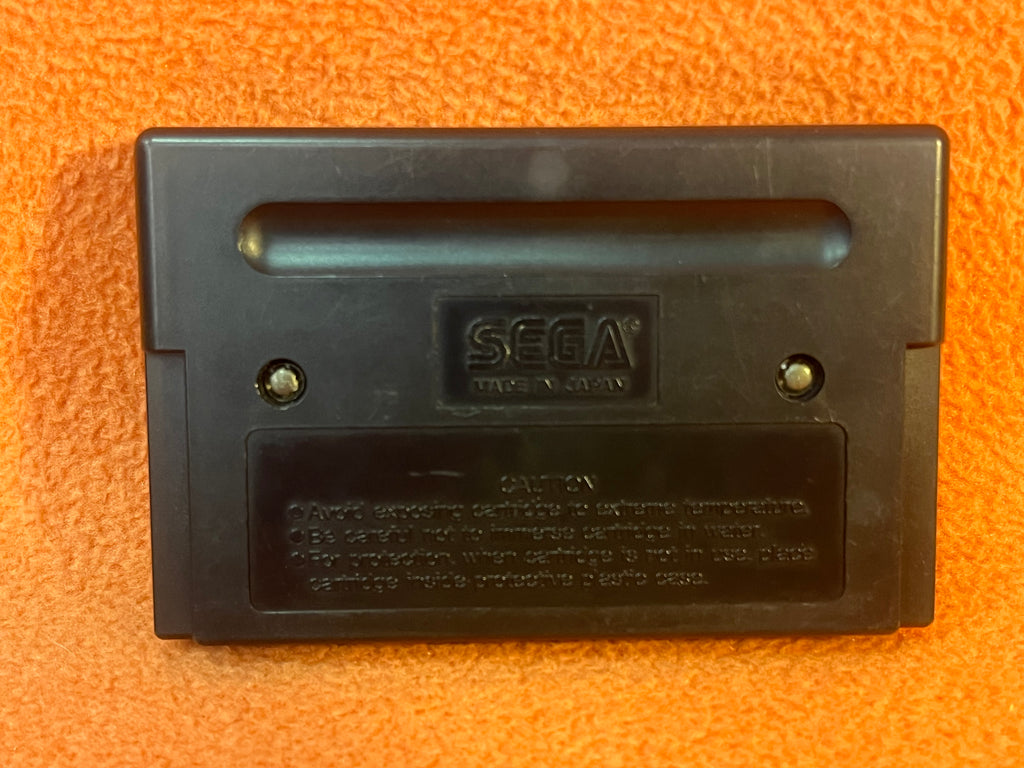 SEGA®
MADE IN JAPAN
CAUTION
● Avoid exposing cartridge to extreme temperature.
● Be careful not to immerse cartridge in water.
● For protection, when cartridge is not in use, place
cartridge inside protective plastic case.